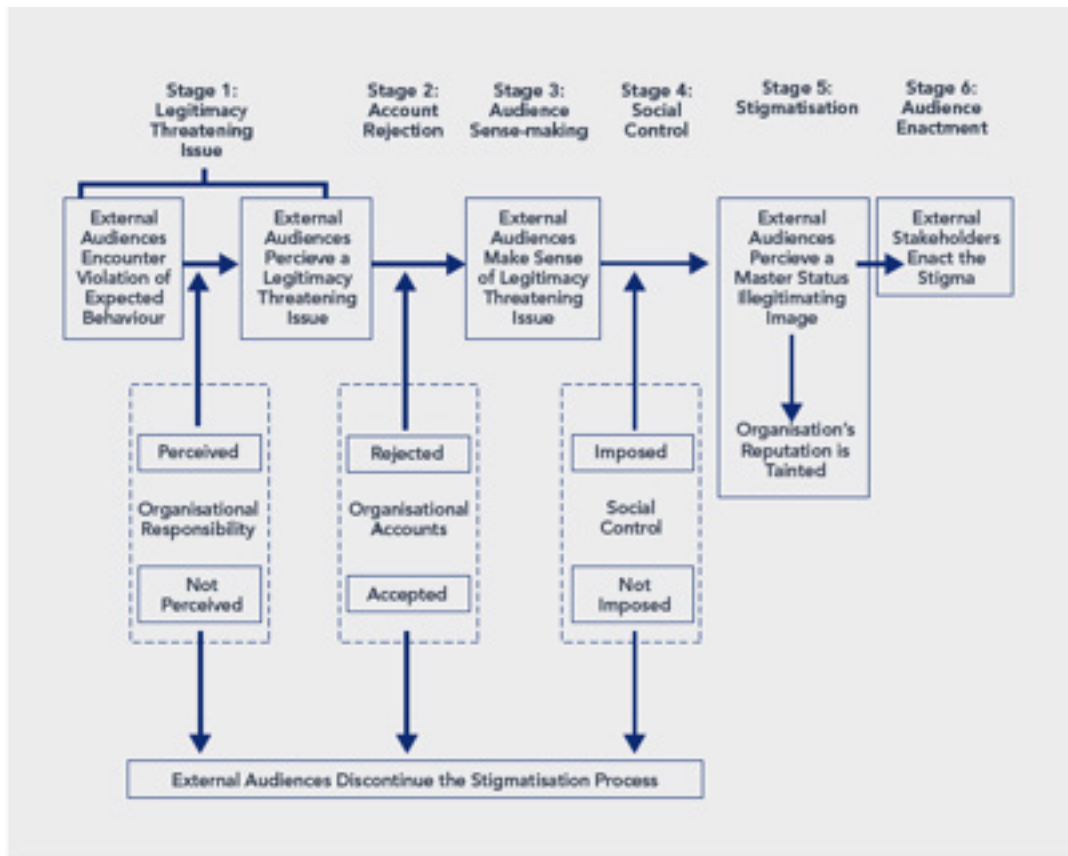 Stage 1:
Legitimacy
Threatening
Issue
Stage 2:
Account
Rejection
Stage 3:
Audience
Sense-making
Stage 4:
Social
Control
Stage 5:
Stigmatisation
Stage 6:
Audience
Enactment
External
Audiences
Encounter
Violation of
Expected
Behaviour
External
Audiences
Percieve a
Legitimacy
Threatening
Issue
External
Audiences
Make Sense
of Legitimacy
Threatening
Issue
External
Audiences
Percieve a
Master Status
Illegitimating
Image
Organisation's
Reputation is
Tainted
External
Stakeholders
Enact the
Stigma
Perceived
Organisational
Responsibility
Not
Perceived
Rejected
Organisational
Accounts
Accepted
Imposed
Social
Control
Not
Imposed
External Audiences Discontinue the Stigmatisation Process